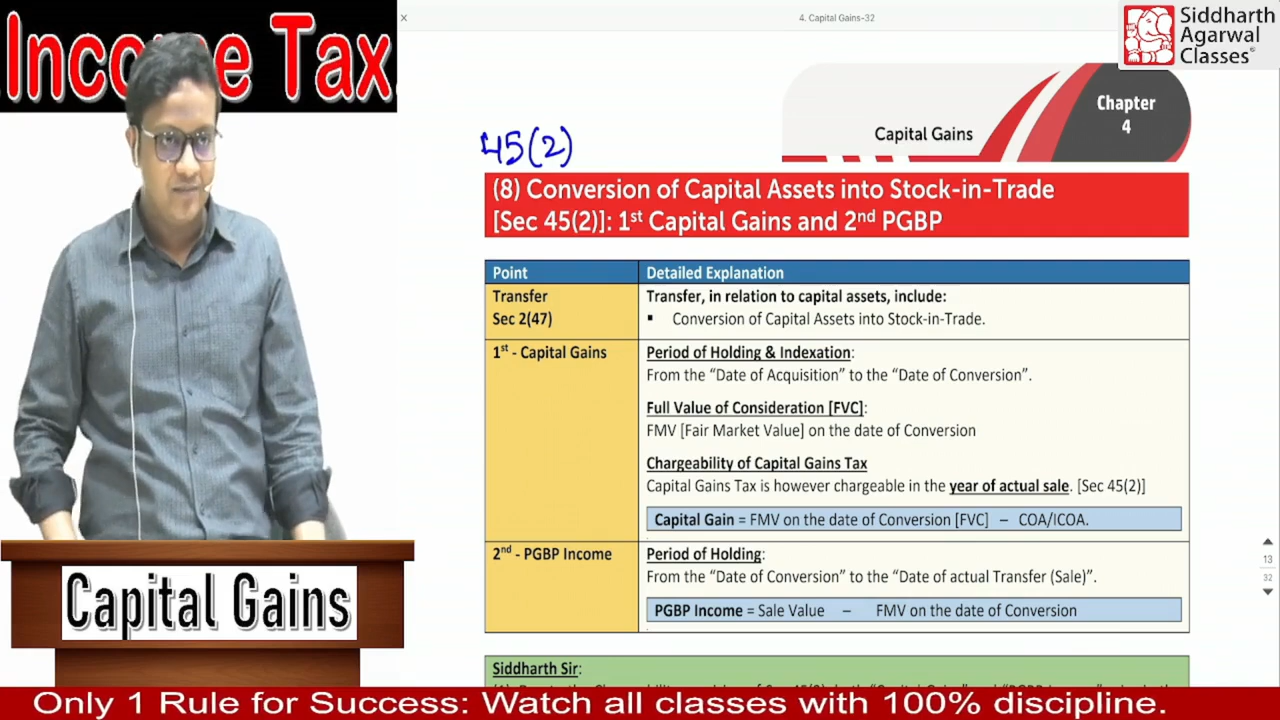 Income Tax
× 4. Capital Gains-32
Siddharth
Agarwal
Classes®
Capital Gains
Chapter
4
45(2)
(8) Conversion of Capital Assets into Stock-in-Trade
[Sec 45(2)]: 1st Capital Gains and 2nd PGBP
Point Detailed Explanation
Transfer
Sec 2(47)
Transfer, in relation to capital assets, include:
▪ Conversion of Capital Assets into Stock-in-Trade.
1st - Capital Gains
Period of Holding & Indexation:
From the “Date of Acquisition” to the “Date of Conversion”.
Full Value of Consideration [FVC]:
FMV [Fair Market Value] on the date of Conversion
Chargeability of Capital Gains Tax
Capital Gains Tax is however chargeable in the year of actual sale. [Sec 45(2)]
Capital Gain = FMV on the date of Conversion [FVC] – COA/ICOA.
2nd - PGBP Income
Period of Holding:
From the “Date of Conversion” to the “Date of actual Transfer (Sale)”.
PGBP Income = Sale Value – FMV on the date of Conversion
13
32
Siddharth Sir:
Capital Gains
Only 1 Rule for Success: Watch all classes with 100% discipline.